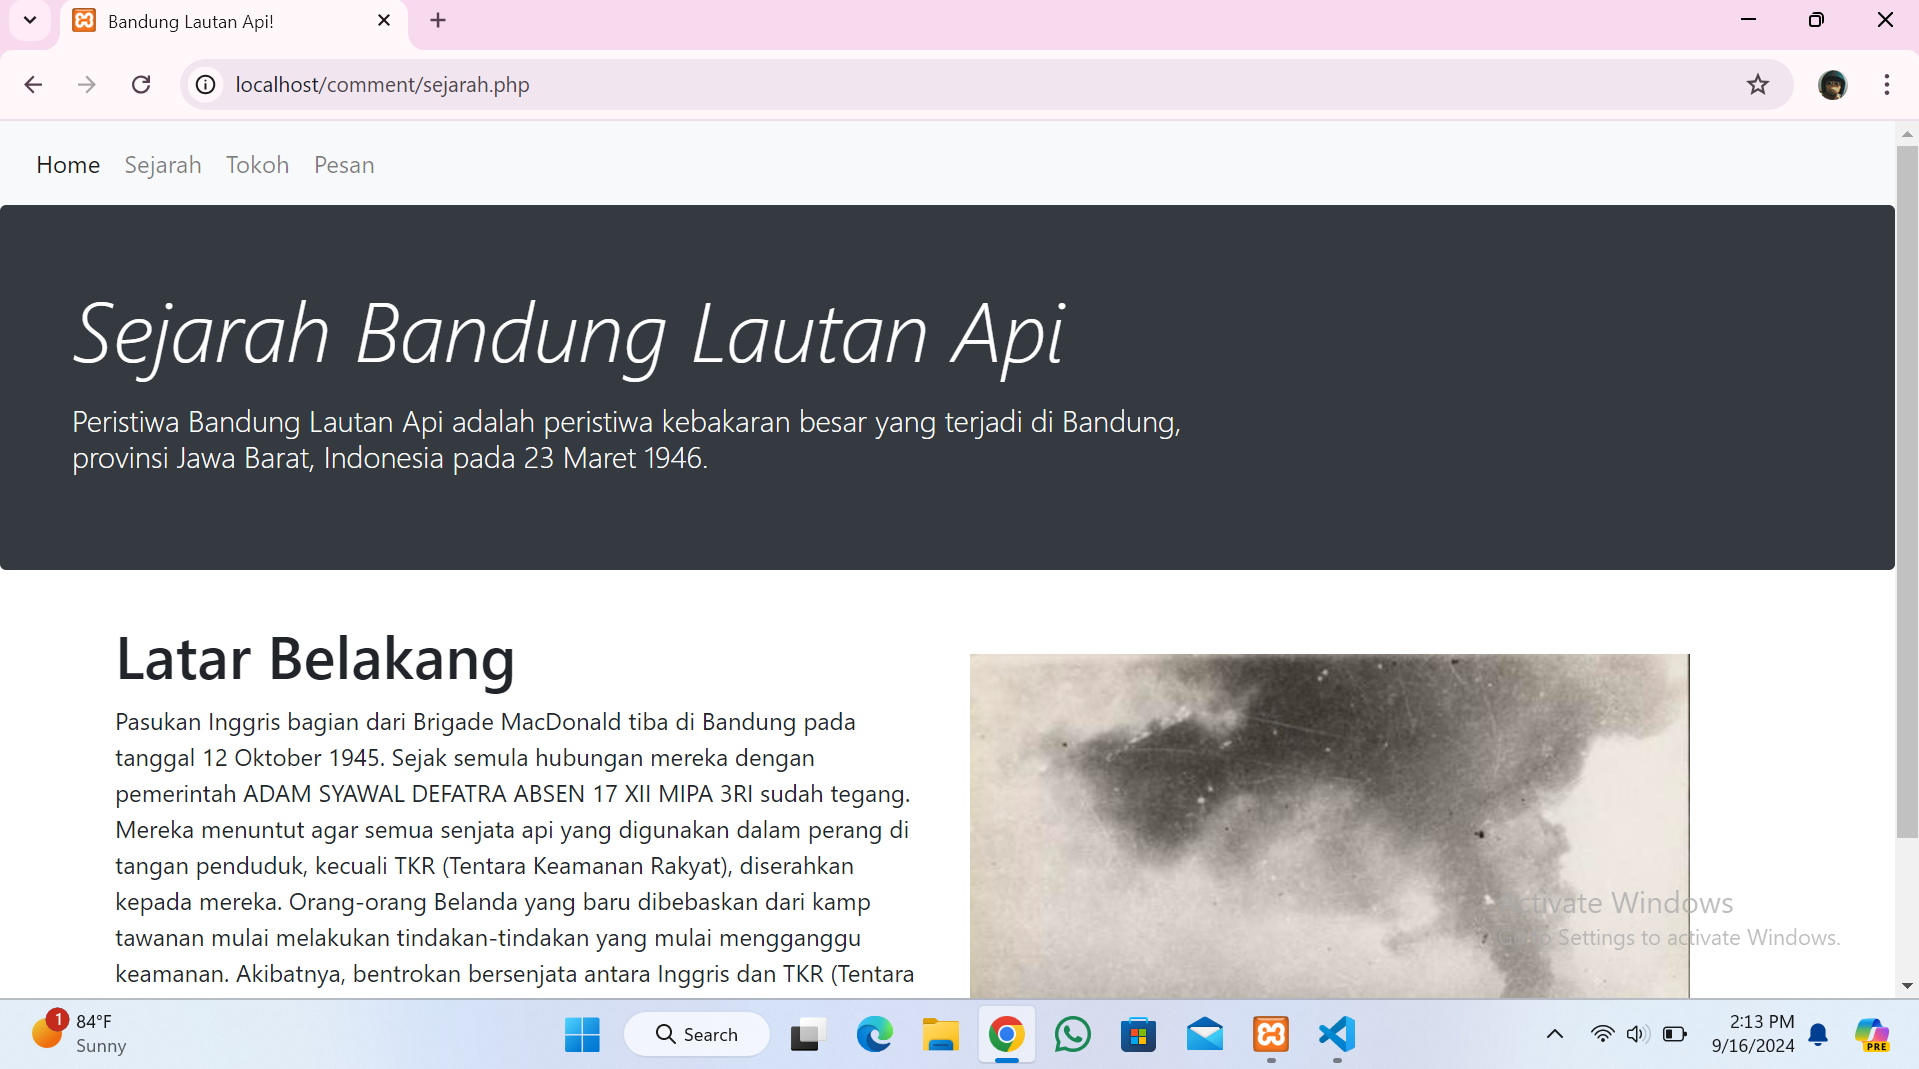 Bandung Lautan Api!
localhost/comment/sejarah.php
Home Sejarah Tokoh Pesan
Sejarah Bandung Lautan Api
Peristiwa Bandung Lautan Api adalah peristiwa kebakaran besar yang terjadi di Bandung,
provinsi Jawa Barat, Indonesia pada 23 Maret 1946.
Latar Belakang
Pasukan Inggris bagian dari Brigade MacDonald tiba di Bandung pada
tanggal 12 Oktober 1945. Sejak semula hubungan mereka dengan
pemerintah ADAM SYAWAL DEFATRA ABSEN 17 XII MIPA 3RI sudah tegang.
Mereka menuntut agar semua senjata api yang digunakan dalam perang di
tangan penduduk, kecuali TKR (Tentara Keamanan Rakyat), diserahkan
kepada mereka. Orang-orang Belanda yang baru dibebaskan dari kamp
tawanan mulai melakukan tindakan-tindakan yang mulai mengganggu
keamanan. Akibatnya, bentrokan bersenjata antara Inggris dan TKR (Tentara
Activate Windows
Go to Settings to activate Windows.
1
84°F
Sunny
Search
PRE
2:13 PM
9/16/2024